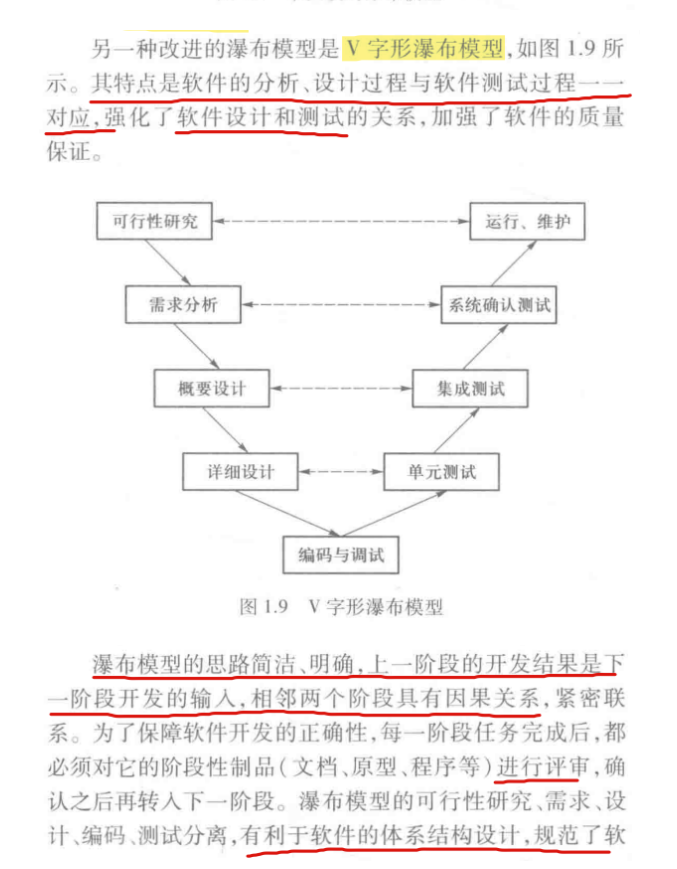 另一种改进的瀑布模型是 V 字形瀑布模型,如图 1.9 所
示。其特点是软件的分析、设计过程与软件测试过程一一
对应,强化了软件设计和测试的关系,加强了软件的质量
保证。
可行性研究 运行、维护
需求分析 系统确认测试
概要设计 集成测试
详细设计 单元测试
编码与调试
图 1.9 V 字形瀑布模型
瀑布模型的思路简洁、明确,上一阶段的开发结果是下
一阶段开发的输入,相邻两个阶段具有因果关系,紧密联
系。为了保障软件开发的正确性,每一阶段任务完成后,都
必须对它的阶段性制品(文档、原型、程序等)进行评审,确
认之后再转入下一阶段。瀑布模型的可行性研究、需求、设
计、编码、测试分离,有利于软件的体系结构设计,规范了软